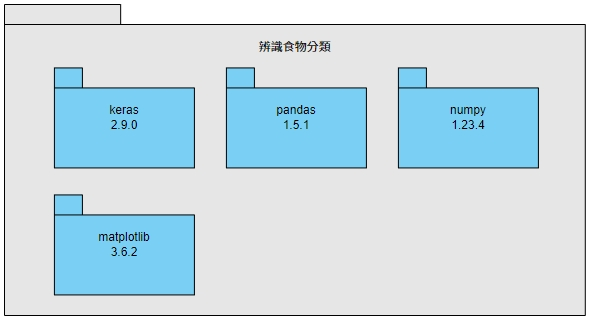 辨識食物分類
keras
2.9.0
pandas
1.5.1
numpy
1.23.4
matplotlib
3.6.2